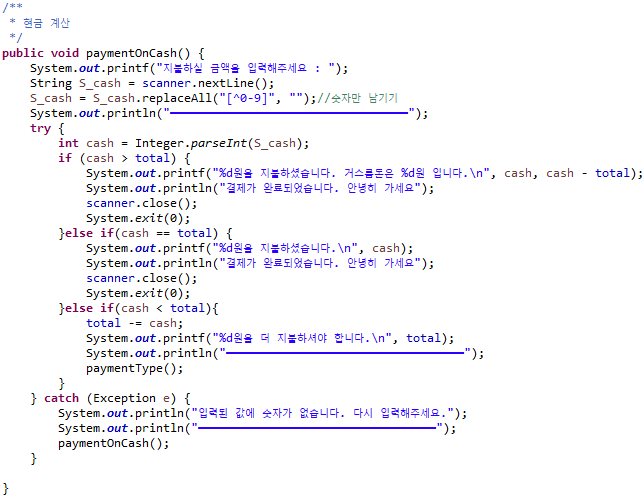 /**
 * 현금 계산
 */
public void paymentOnCash() {
    System.out.printf("지불하실 금액을 입력해주세요 : ");
    String S_cash = scanner.nextLine();
    S_cash = S_cash.replaceAll("[^0-9]", "");//숫자만 남기기
    System.out.println("━━━━━━━━━━━━━━━━━━━━━━━━━━━━━━━━━━");
    try {
        int cash = Integer.parseInt(S_cash);
        if (cash > total) {
            System.out.printf("%d원을 지불하셨습니다. 거스름돈은 %d원 입니다.\n", cash, cash - total);
            System.out.println("결제가 완료되었습니다. 안녕히 가세요");
            scanner.close();
            System.exit(0);
        }else if(cash == total) {
            System.out.printf("%d원을 지불하셨습니다.\n", cash);
            System.out.println("결제가 완료되었습니다. 안녕히 가세요");
            scanner.close();
            System.exit(0);
        }else if(cash < total){
            total -= cash;
            System.out.printf("%d원을 더 지불하셔야 합니다.\n", total);
            System.out.println("━━━━━━━━━━━━━━━━━━━━━━━━━━━━━━━━━━");
            paymentType();
        }
    } catch (Exception e) {
        System.out.println("입력된 값에 숫자가 없습니다. 다시 입력해주세요.");
        System.out.println("━━━━━━━━━━━━━━━━━━━━━━━━━━━━━━━━━━");
        paymentOnCash();
    }

}